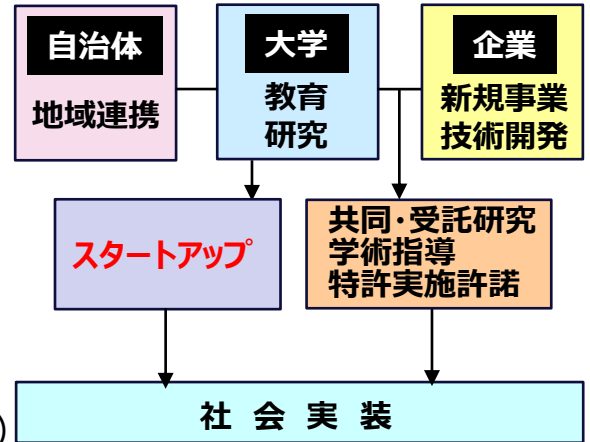 自治体
地域連携
大学
教育
研究
企業
新規事業
技術開発
スタートアップ
共同・受託研究
学術指導
特許実施許諾
)
社 会 実 装